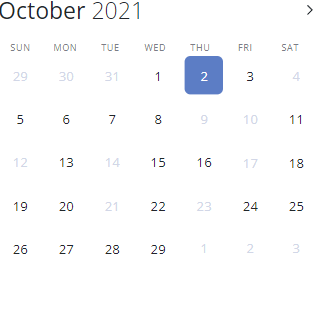 October 2021
SUN MON TUE WED THU FRI SAT
29 30 31 1 2 3 4
5 6 7 8 9 10 11
12 13 14 15 16 17 18
19 20 21 22 23 24 25
26 27 28 29 1 2 3